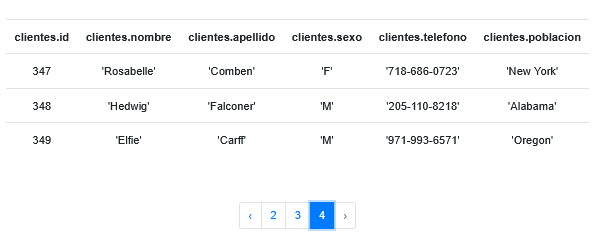 clientes.id clientes.nombre clientes.apellido clientes.sexo clientes.telefono clientes.poblacion
347 'Rosabelle' 'Comben' 'F' '718-686-0723' 'New York'
348 'Hedwig' 'Falconer' 'M' '205-110-8218' 'Alabama'
349 'Elfie' 'Carff' 'M' '971-993-6571' 'Oregon'
‹ 2 3 4 ›